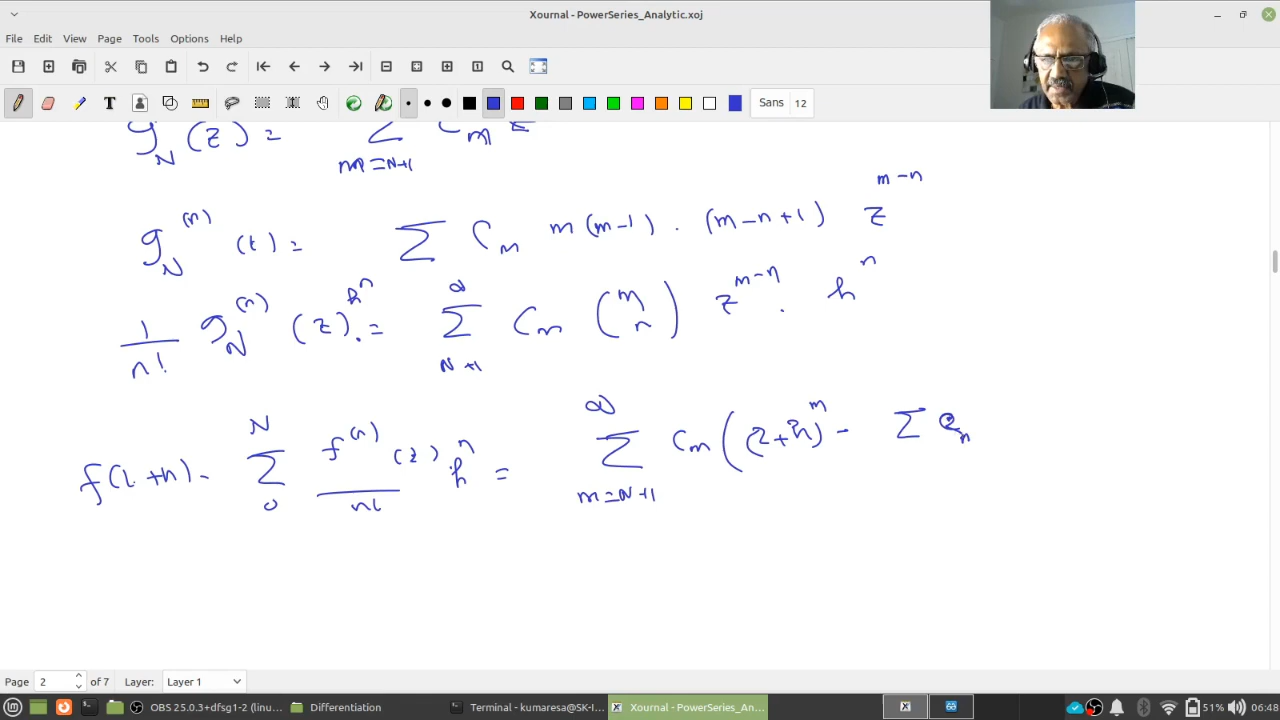 Xournal - PowerSeries_Analytic.xoj
File Edit View Page Tools Options Help
T Sans 12
g_N (z) = Σ_{m=N+1} C_m z
g_N^{(n)} (z) = Σ C_m m(m-1) . (m-n+1) z^{m-n}
1/n! g_N^{(n)} (z) . h^n = Σ_{N+1}^{∞} C_m (m n) z^{m-n} . h^n
f(z+h) - Σ_0^N f^{(n)}(z)/n! . h^n = Σ_{m=N+1}^{∞} C_m ((z+h)^m - Σ
Page 2 of 7 Layer: Layer 1
OBS 25.0.3+dfsg1-2 (linu... Differentiation Terminal - kumaresa@SK-I... Xournal - PowerSeries_An... 51% 06:48